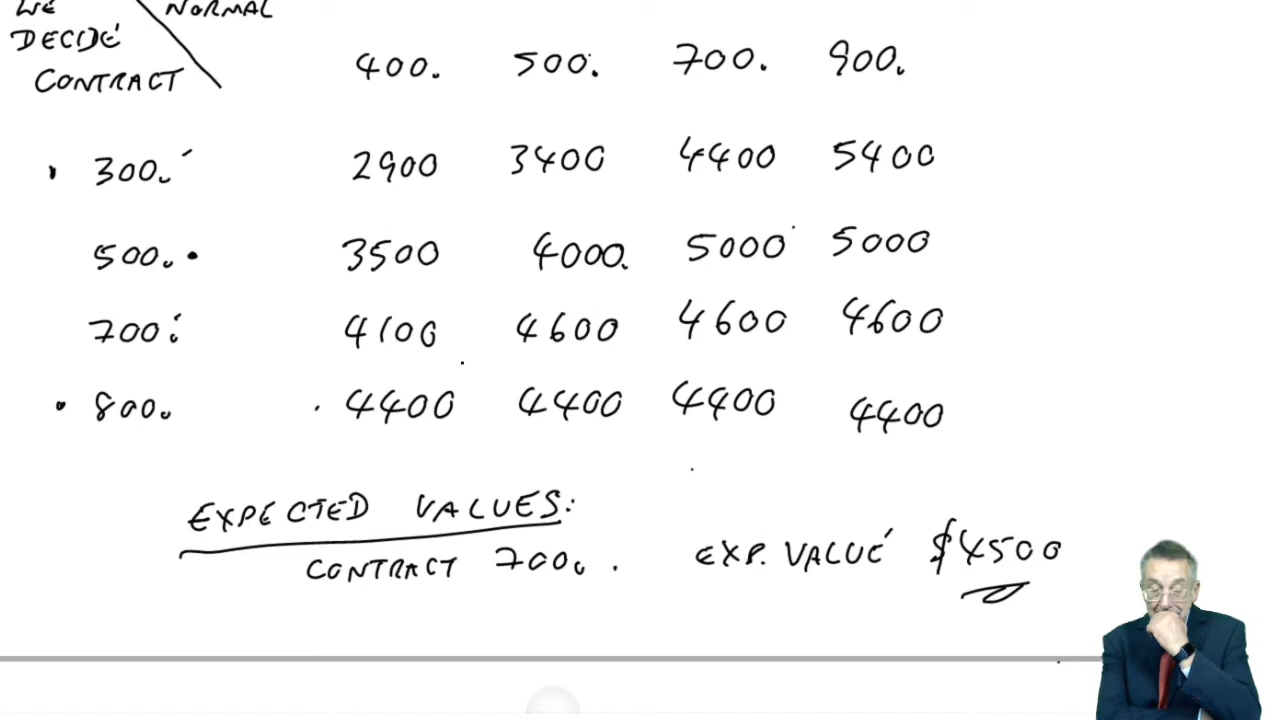 WE NORMAL
DECIDE
CONTRACT
400. 500. 700. 900.
300. 2900 3400 4400 5400
500. 3500 4000. 5000 5000
700. 4100 4600 4600 4600
800. 4400 4400 4400 4400
EXPECTED VALUES:
CONTRACT 700. EXP. VALUE $4500